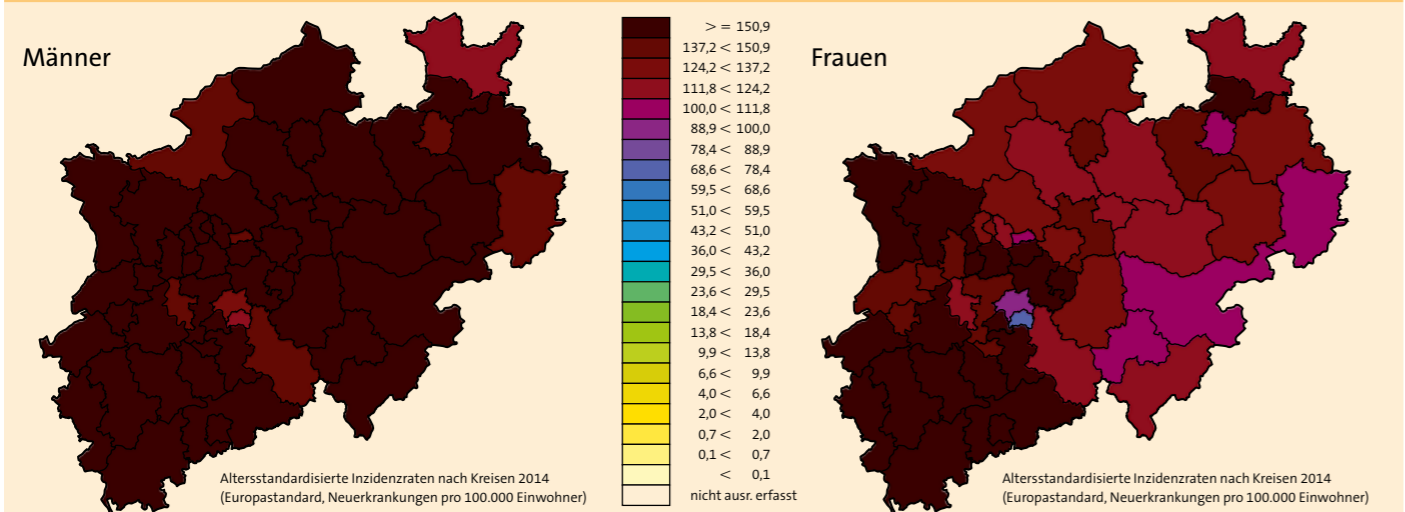 Männer
> = 150,9
137,2 < 150,9
124,2 < 137,2
111,8 < 124,2
100,0 < 111,8
88,9 < 100,0
78,4 < 88,9
68,6 < 78,4
59,5 < 68,6
51,0 < 59,5
43,2 < 51,0
36,0 < 43,2
29,5 < 36,0
23,6 < 29,5
18,4 < 23,6
13,8 < 18,4
9,9 < 13,8
6,6 < 9,9
4,0 < 6,6
2,0 < 4,0
0,7 < 2,0
0,1 < 0,7
< 0,1
nicht ausr. erfasst
Frauen
Altersstandardisierte Inzidenzraten nach Kreisen 2014
(Europastandard, Neuerkrankungen pro 100.000 Einwohner)
Altersstandardisierte Inzidenzraten nach Kreisen 2014
(Europastandard, Neuerkrankungen pro 100.000 Einwohner)